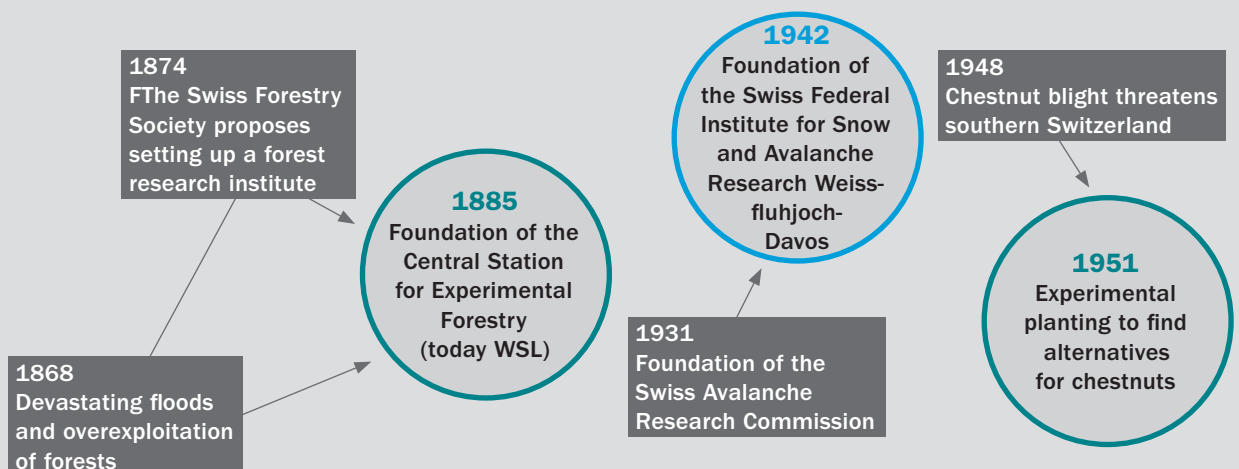 1874
FThe Swiss Forestry
Society proposes
setting up a forest
research institute
1868
Devastating floods
and overexploitation
of forests
1885
Foundation of the
Central Station
for Experimental
Forestry
(today WSL)
1942
Foundation of
the Swiss Federal
Institute for Snow
and Avalanche
Research Weiss-
fluhjoch-
Davos
1931
Foundation of the
Swiss Avalanche
Research Commission
1948
Chestnut blight threatens
southern Switzerland
1951
Experimental
planting to find
alternatives
for chestnuts